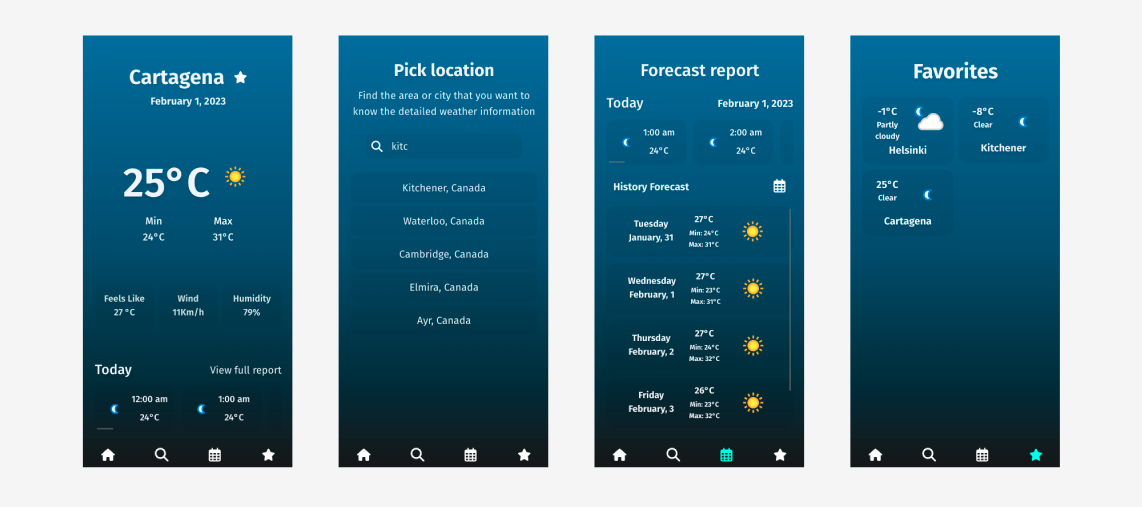 Cartagena
February 1, 2023
25°C
Min Max
24°C 31°C
Feels Like Wind Humidity
27 °C 11Km/h 79%
Today View full report
12:00 am 1:00 am
24°C 24°C
Pick location
Find the area or city that you want to
know the detailed weather information
kitc
Kitchener, Canada
Waterloo, Canada
Cambridge, Canada
Elmira, Canada
Ayr, Canada
Forecast report
Today February 1, 2023
1:00 am 2:00 am
24°C 24°C
History Forecast
Tuesday
January, 31
27°C
Min: 24°C
Max: 31°C
Wednesday
February, 1
27°C
Min: 23°C
Max: 31°C
Thursday
February, 2
27°C
Min: 24°C
Max: 32°C
Friday
February, 3
26°C
Min: 23°C
Max: 32°C
Favorites
-1°C
Partly
cloudy
Helsinki
-8°C
Clear
Kitchener
25°C
Clear
Cartagena